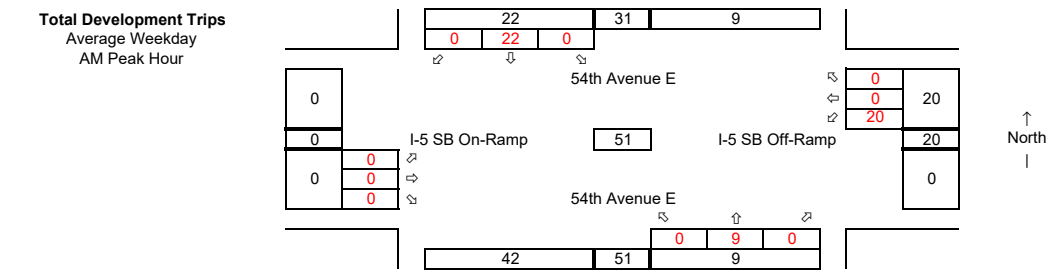 Total Development Trips
Average Weekday
AM Peak Hour
22 31 9
0 22 0
54th Avenue E
0
0
0
I-5 SB On-Ramp
51
I-5 SB Off-Ramp
0
0
20
20
20
0
↑
North
|
0
0
0
0
54th Avenue E
0 9 0
42 51 9